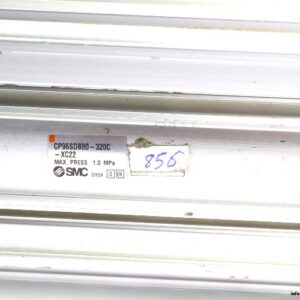 CP96SDB80-320C
-XC22
MAX. PRESS 1.0 MPa
SMC
856